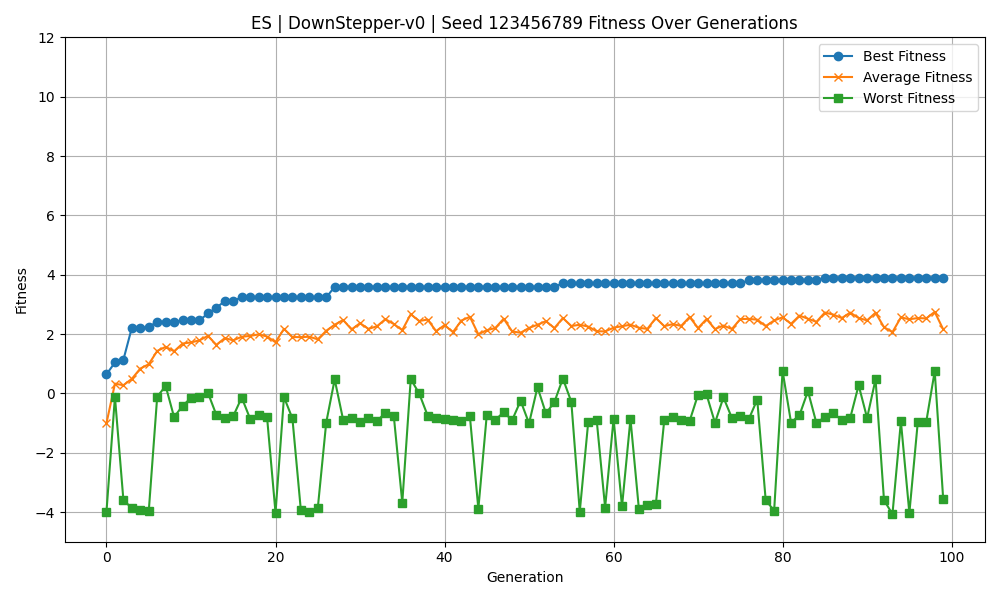 ES | DownStepper-v0 | Seed 123456789 Fitness Over Generations
Best Fitness
Average Fitness
Worst Fitness
Fitness
12
10
8
6
4
2
0
−2
−4
0 20 40 60 80 100
Generation